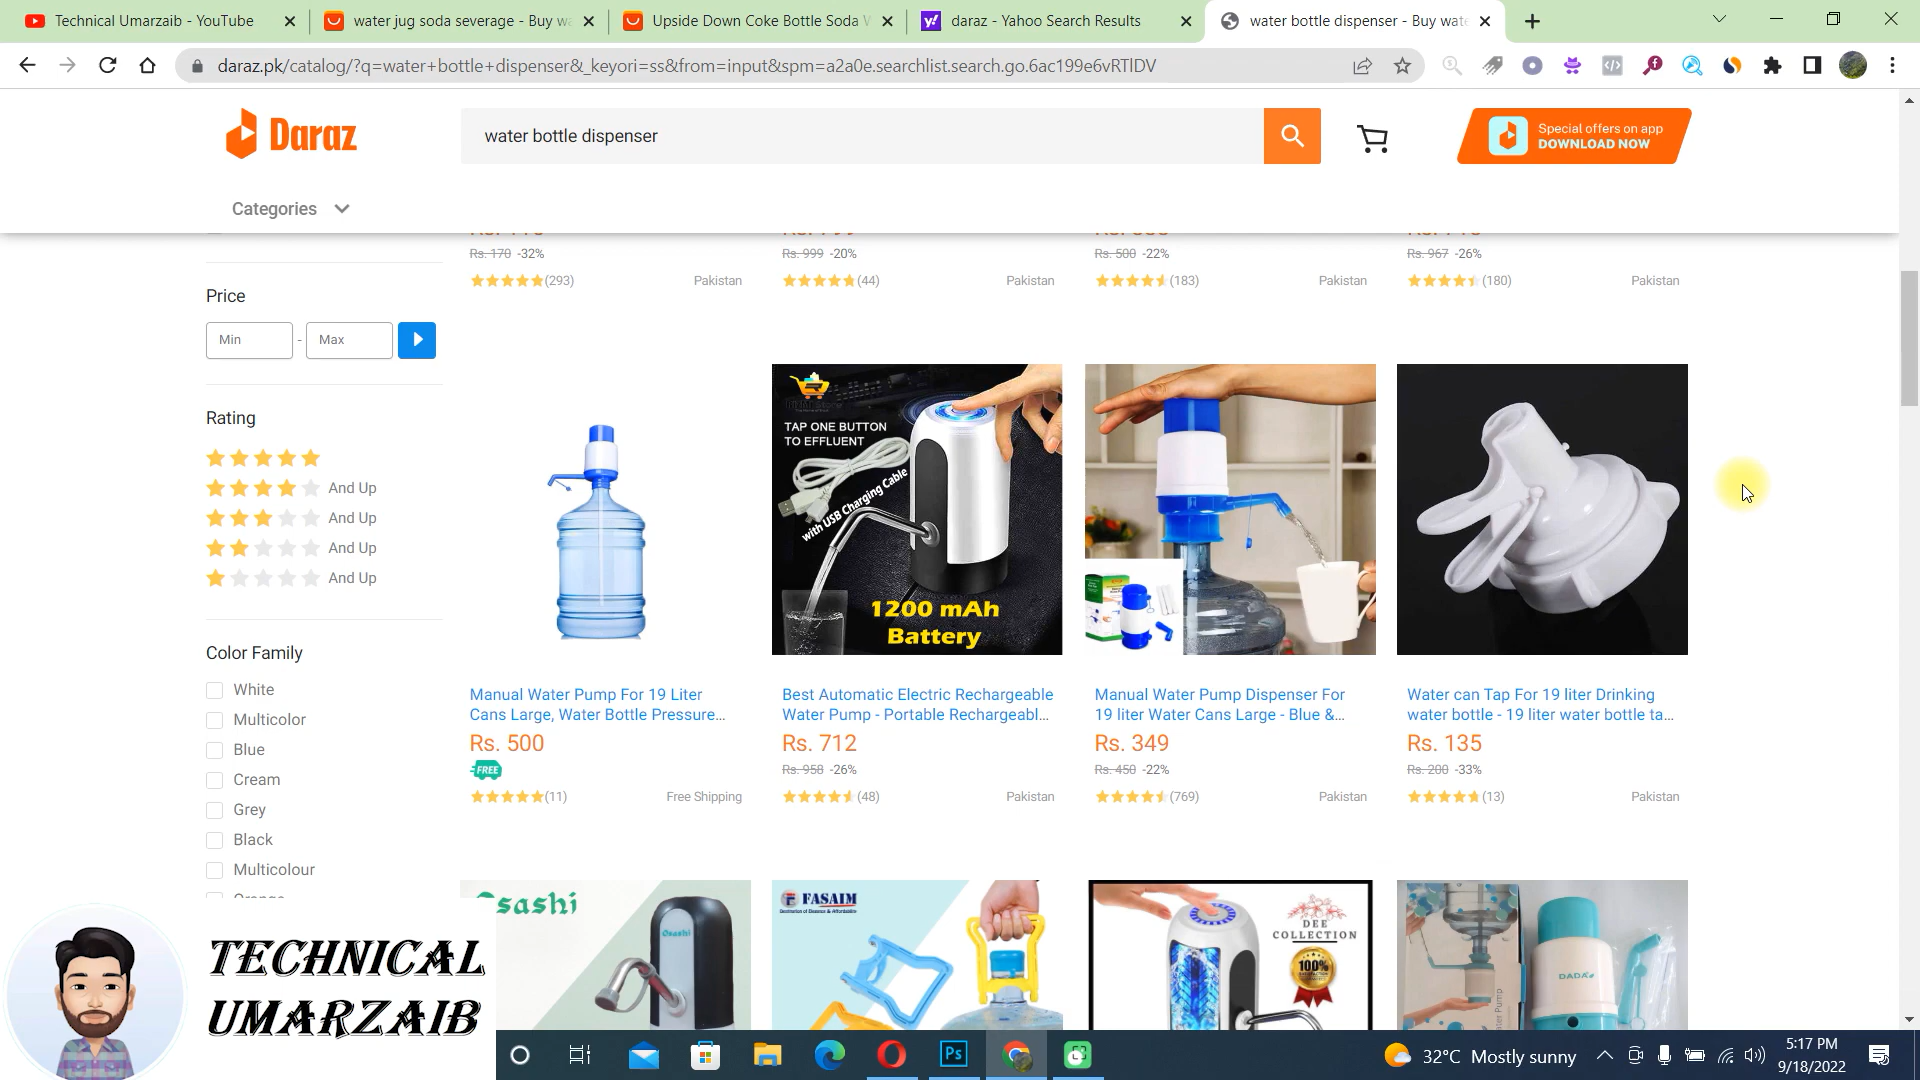 Technical Umarzaib - YouTube
water jug soda severage - Buy wa
Upside Down Coke Bottle Soda W
daraz - Yahoo Search Results
water bottle dispenser - Buy wate
daraz.pk/catalog/?q=water+bottle+dispenser&_keyori=ss&from=input&spm=a2a0e.searchlist.search.go.6ac199e6vRTlDV
Daraz
water bottle dispenser
Special offers on app
DOWNLOAD NOW
Categories
Rs. 170 -32%
Rs. 999 -20%
Rs. 500 -22%
Rs. 967 -26%
(293) Pakistan
(44) Pakistan
(183) Pakistan
(180) Pakistan
Price
Min - Max
Rating
And Up
And Up
And Up
And Up
Color Family
White
Multicolor
Blue
Cream
Grey
Black
Multicolour
TAP ONE BUTTON
TO EFFLUENT
with USB Charging Cable
1200 mAh
Battery
Manual Water Pump For 19 Liter
Cans Large, Water Bottle Pressure...
Rs. 500
FREE
(11) Free Shipping
Best Automatic Electric Rechargeable
Water Pump - Portable Rechargeabl...
Rs. 712
Rs. 958 -26%
(48) Pakistan
Manual Water Pump Dispenser For
19 liter Water Cans Large - Blue &...
Rs. 349
Rs. 450 -22%
(769) Pakistan
Water can Tap For 19 liter Drinking
water bottle - 19 liter water bottle ta...
Rs. 135
Rs. 200 -33%
(13) Pakistan
Osashi
Osashi
FASAIM
DEE
COLLECTION
100%
DADA
TECHNICAL
UMARZAIB
Ps
32°C Mostly sunny
5:17 PM
9/18/2022